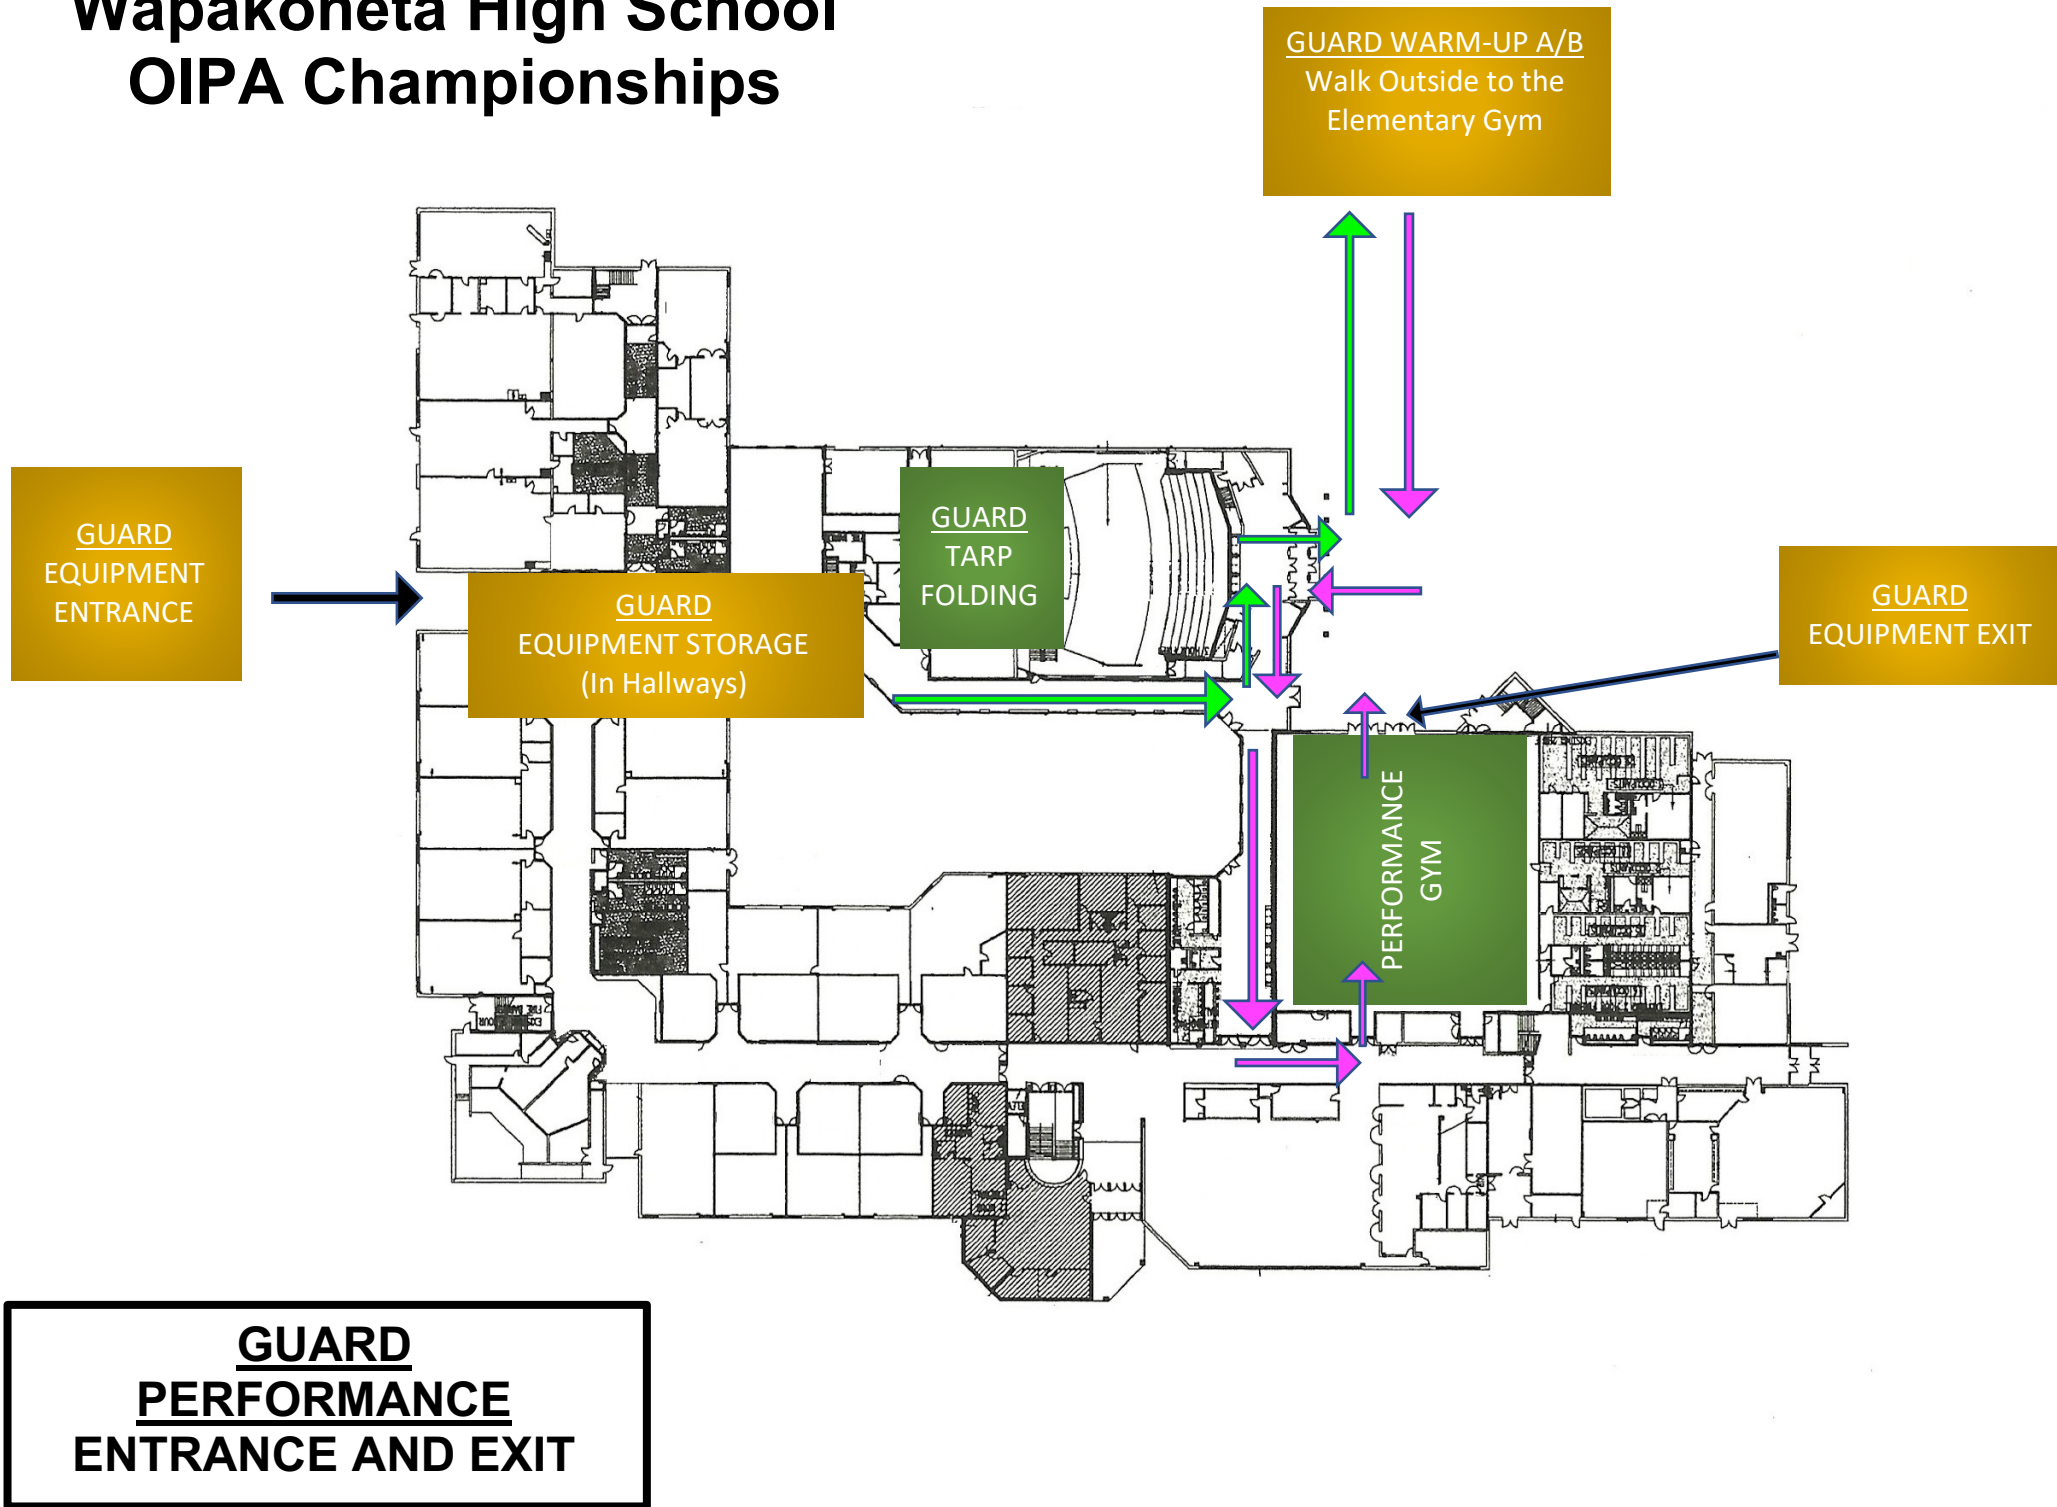 Wapakoneta High School
OIPA Championships
GUARD WARM-UP A/B
Walk Outside to the
Elementary Gym
GUARD
EQUIPMENT
ENTRANCE
GUARD
EQUIPMENT STORAGE
(In Hallways)
GUARD
TARP
FOLDING
GUARD
EQUIPMENT EXIT
PERFORMANCE
GYM
GUARD
PERFORMANCE
ENTRANCE AND EXIT